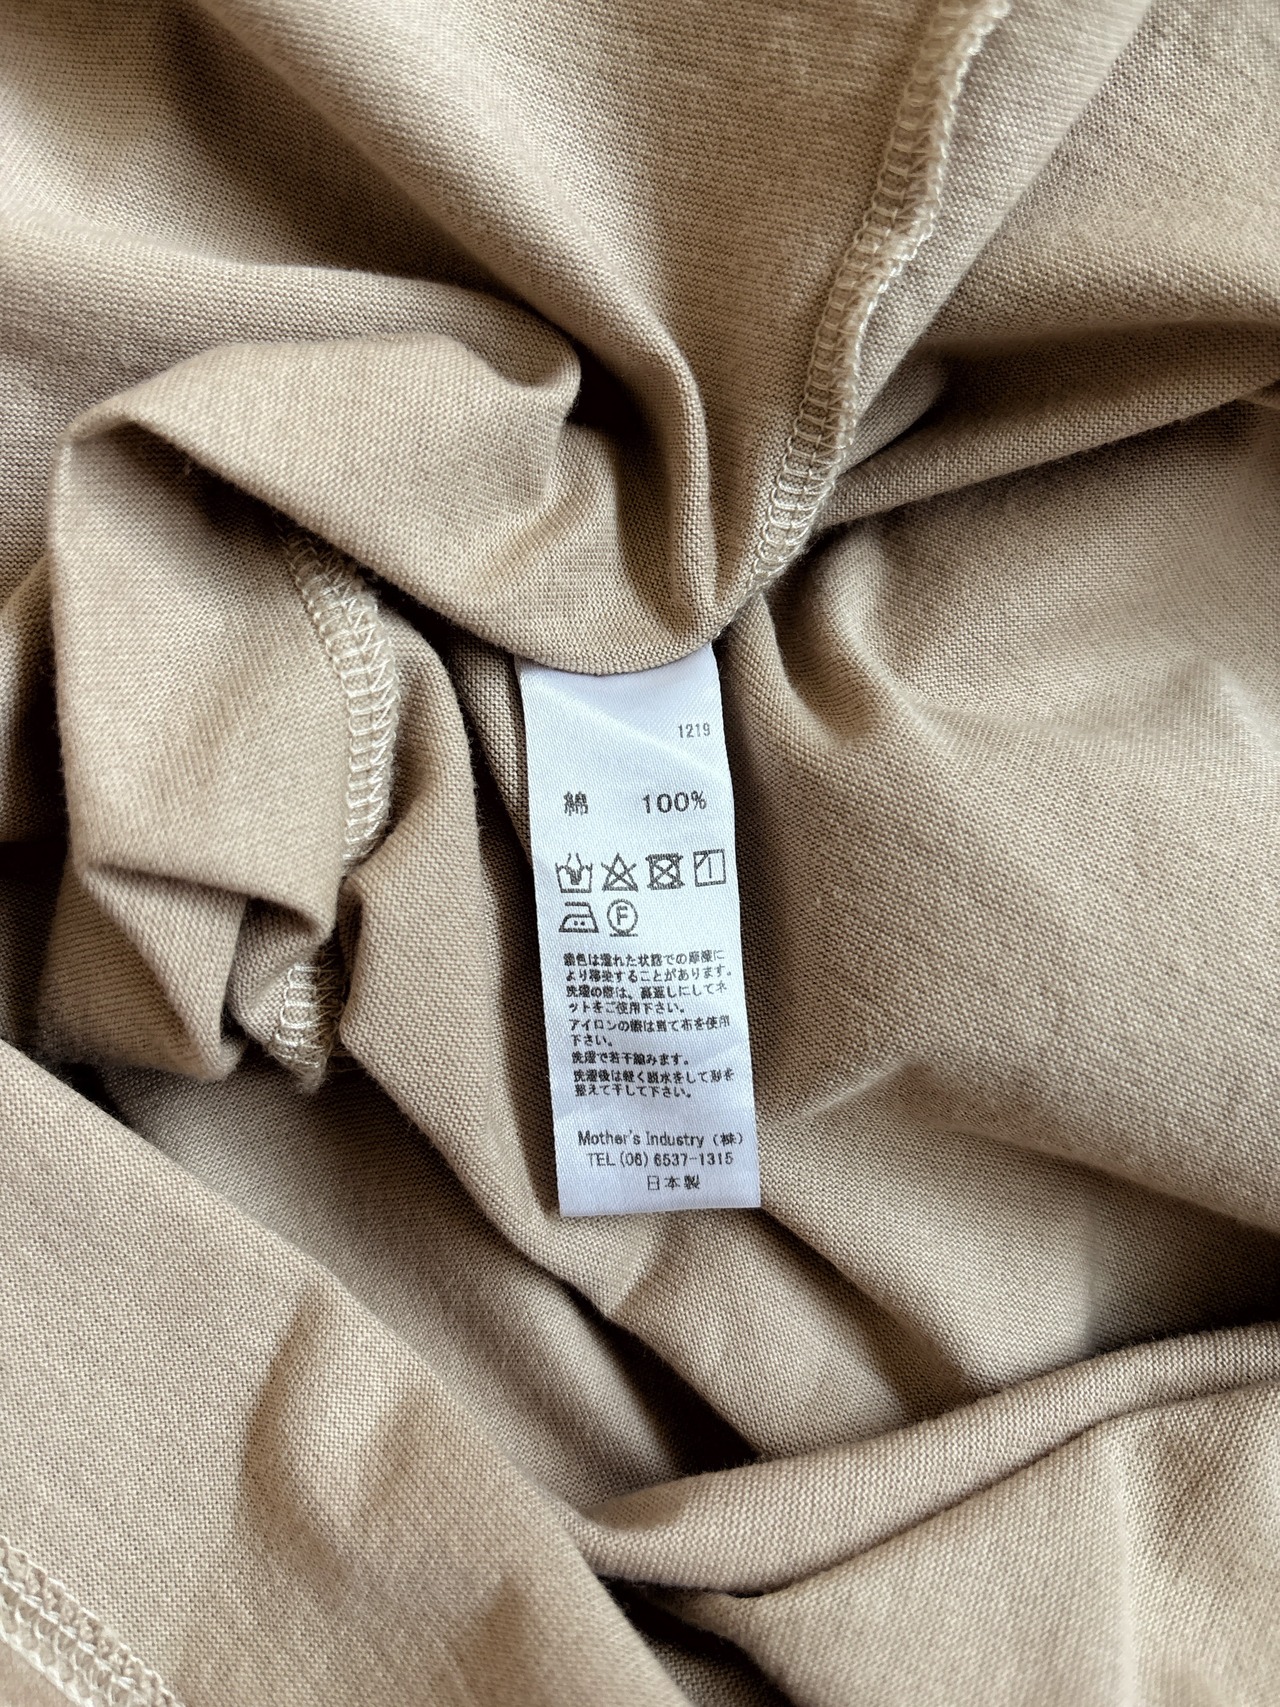 1219
綿 100%
F
濃色は濡れた状態での摩擦に
より移染することがあります。
洗濯の際は、裏返しにしてネ
ットをご使用下さい。
アイロンの際は当て布を使用
下さい。
洗濯で若干縮みます。
洗濯後は軽く脱水をして形を
整えて干して下さい。
Mother's Industry (株)
TEL(06)6537-1315
日本製